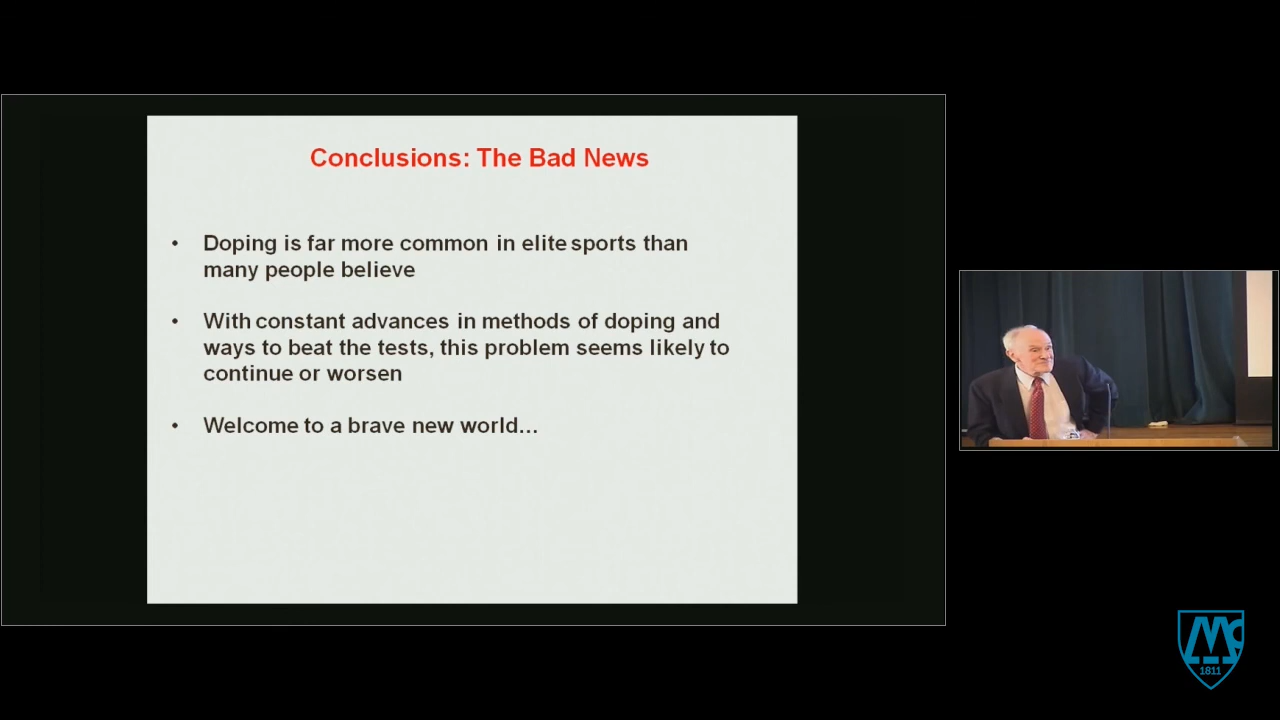 Conclusions: The Bad News
• Doping is far more common in elite sports than
many people believe
• With constant advances in methods of doping and
ways to beat the tests, this problem seems likely to
continue or worsen
• Welcome to a brave new world...
Mc
1811